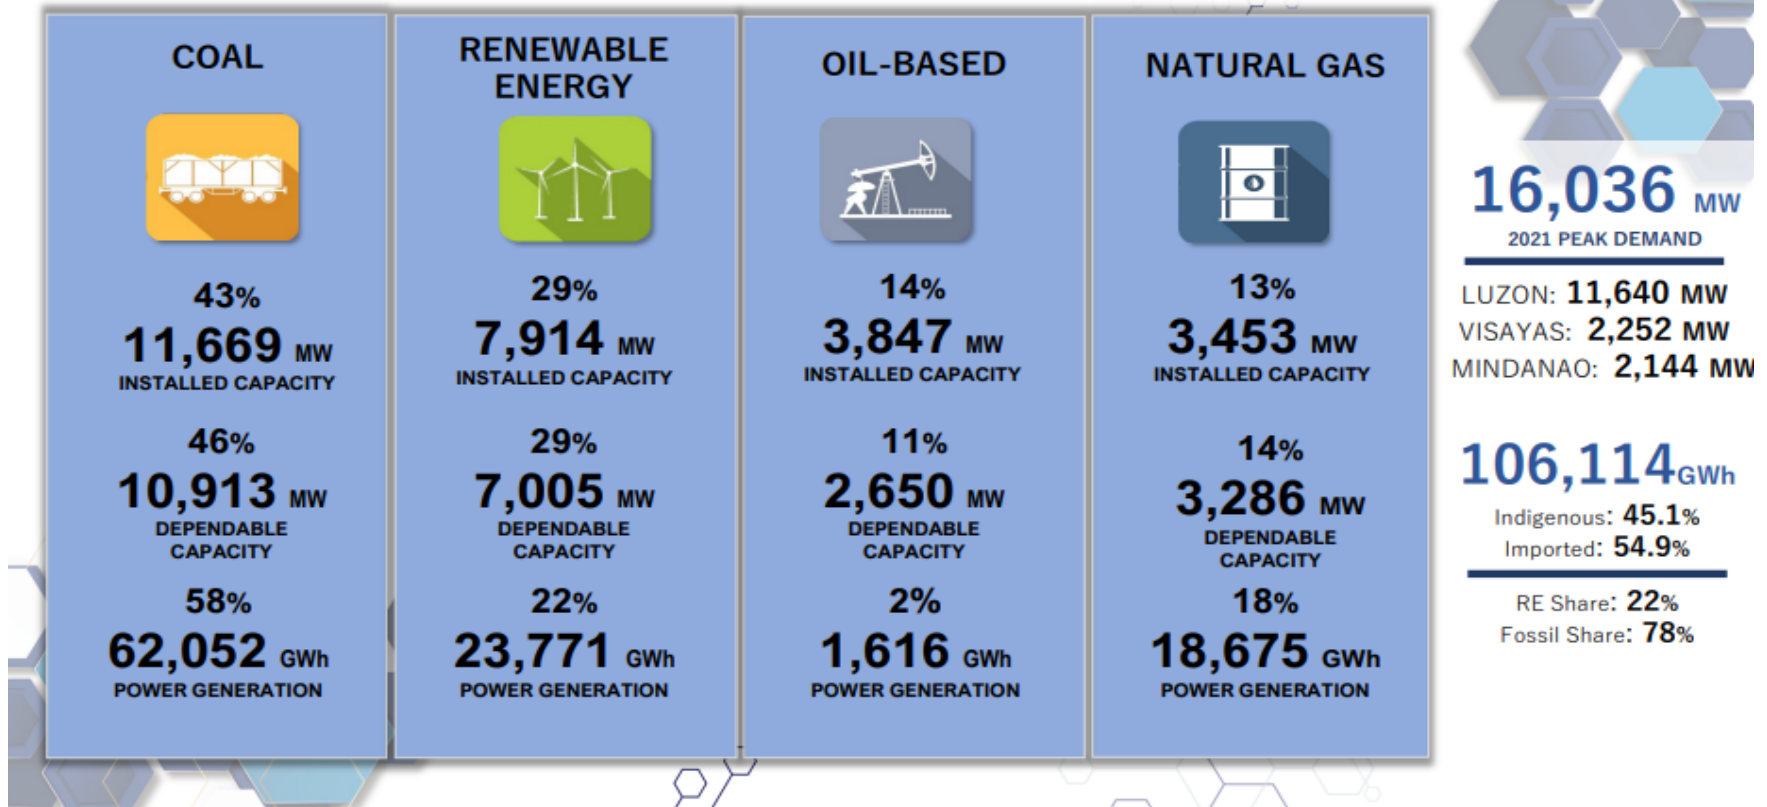 COAL
43%
11,669 MW
INSTALLED CAPACITY
46%
10,913 MW
DEPENDABLE
CAPACITY
58%
62,052 GWh
POWER GENERATION
RENEWABLE
ENERGY
29%
7,914 MW
INSTALLED CAPACITY
29%
7,005 MW
DEPENDABLE
CAPACITY
22%
23,771 GWh
POWER GENERATION
OIL-BASED
14%
3,847 MW
INSTALLED CAPACITY
11%
2,650 MW
DEPENDABLE
CAPACITY
2%
1,616 GWh
POWER GENERATION
NATURAL GAS
13%
3,453 MW
INSTALLED CAPACITY
14%
3,286 MW
DEPENDABLE
CAPACITY
18%
18,675 GWh
POWER GENERATION
16,036 MW
2021 PEAK DEMAND
LUZON: 11,640 MW
VISAYAS: 2,252 MW
MINDANAO: 2,144 MW
106,114GWh
Indigenous: 45.1%
Imported: 54.9%
RE Share: 22%
Fossil Share: 78%